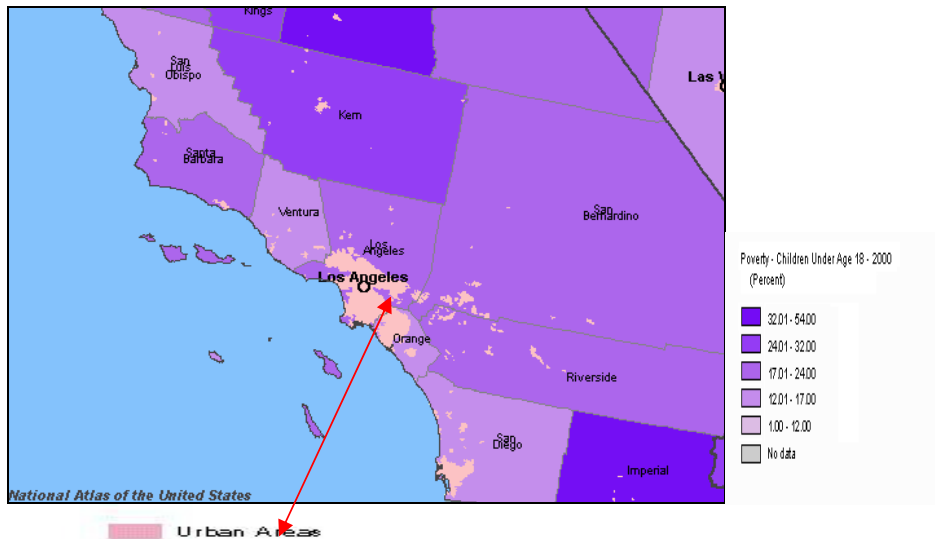 Kings
San
Luis
Obispo
Las V
Kern
Santa
Barbara
Ventura
San
Bernardino
Los
Angeles
Los Angeles
Orange
Riverside
San
Diego
Imperial
National Atlas of the United States
Poverty - Children Under Age 18 - 2000
(Percent)
32.01 - 54.00
24.01 - 32.00
17.01 - 24.00
12.01 - 17.00
1.00 - 12.00
No data
Urban Areas